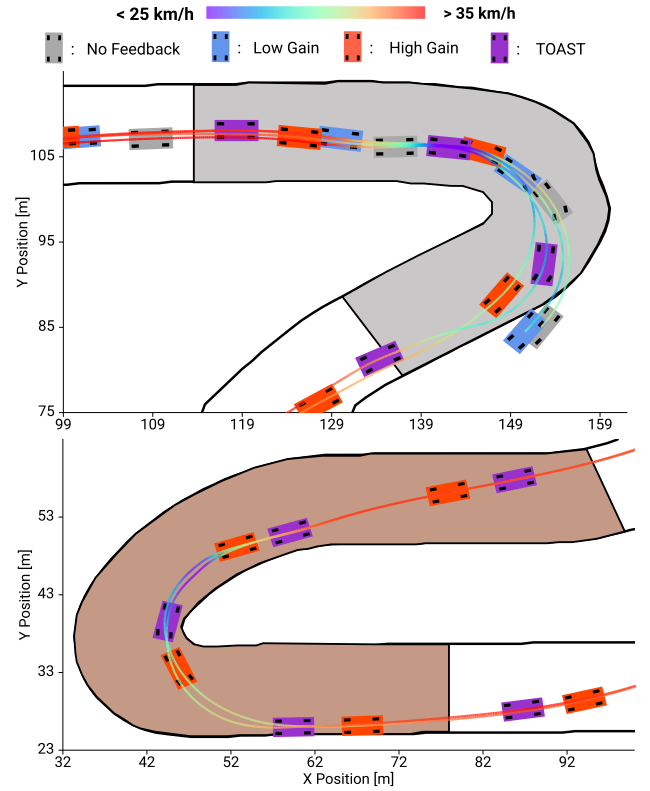 < 25 km/h > 35 km/h
: No Feedback : Low Gain : High Gain : TOAST
105
95
85
75
Y Position [m]
99 109 119 129 139 149 159
53
43
33
23
Y Position [m]
32 42 52 62 72 82 92
X Position [m]